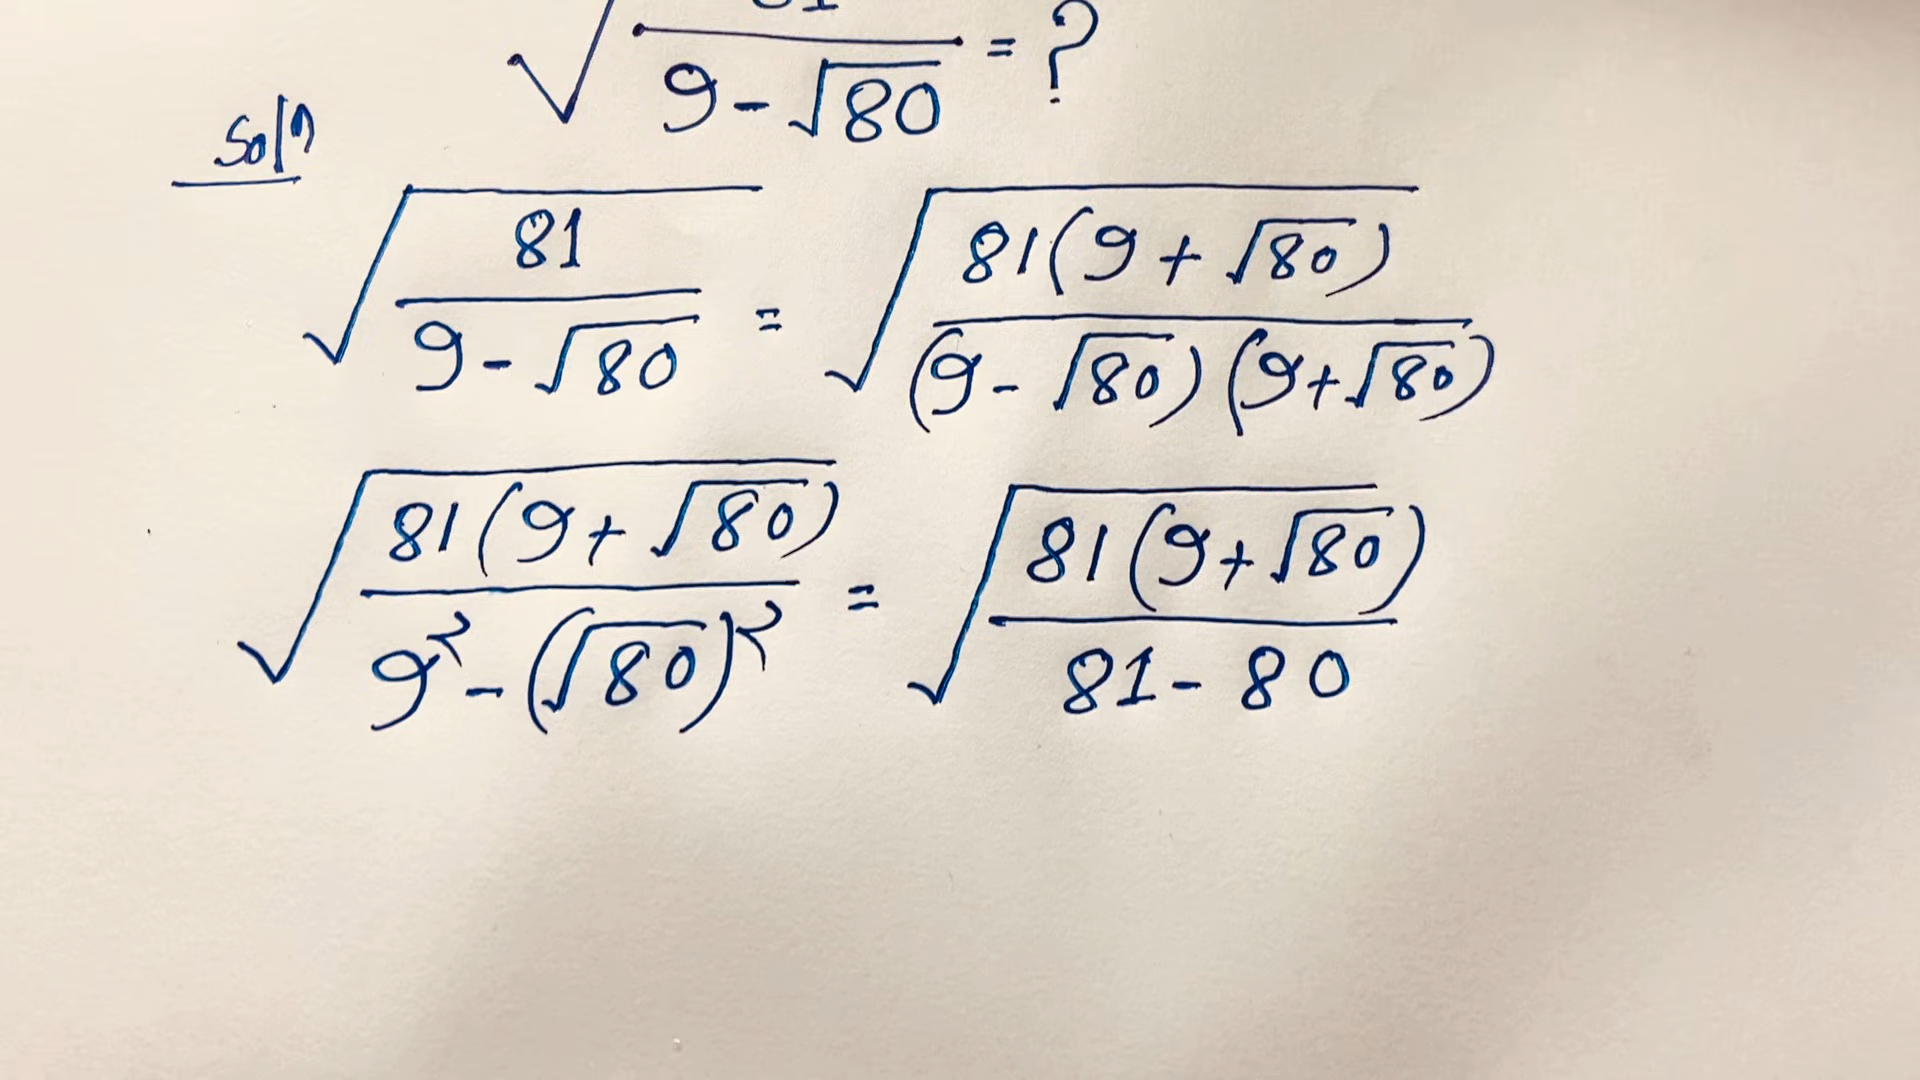 √(81/(9-√80)) = ?
Soln
√(81/(9-√80)) = √(81(9+√80)/((9-√80)(9+√80)))
√(81(9+√80)/(9²-(√80)²)) = √(81(9+√80)/(81-80))